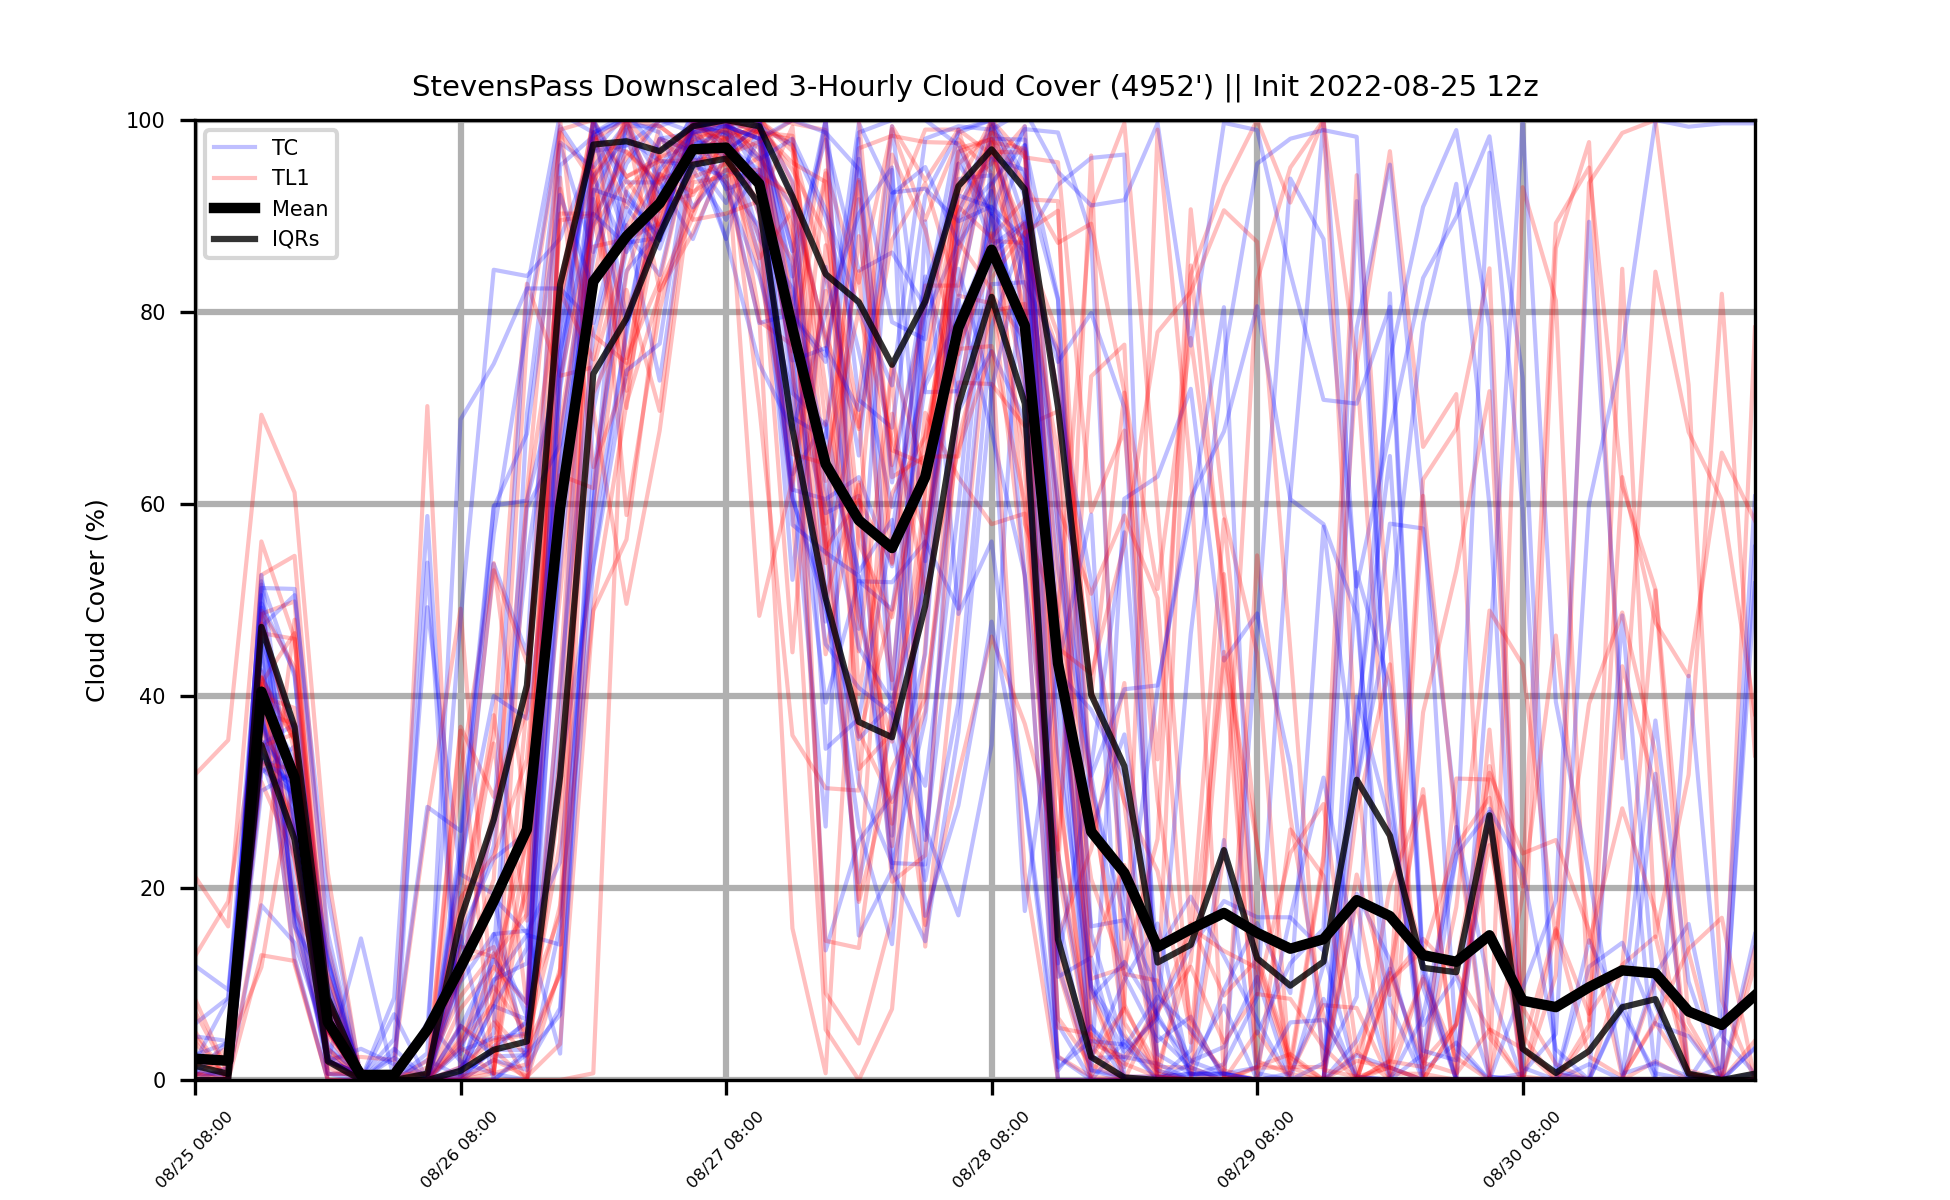 StevensPass Downscaled 3-Hourly Cloud Cover (4952') || Init 2022-08-25 12z
100
80
60
40
20
0
Cloud Cover (%)
TC
TL1
Mean
IQRs
08/25 08:00
08/26 08:00
08/27 08:00
08/28 08:00
08/29 08:00
08/30 08:00